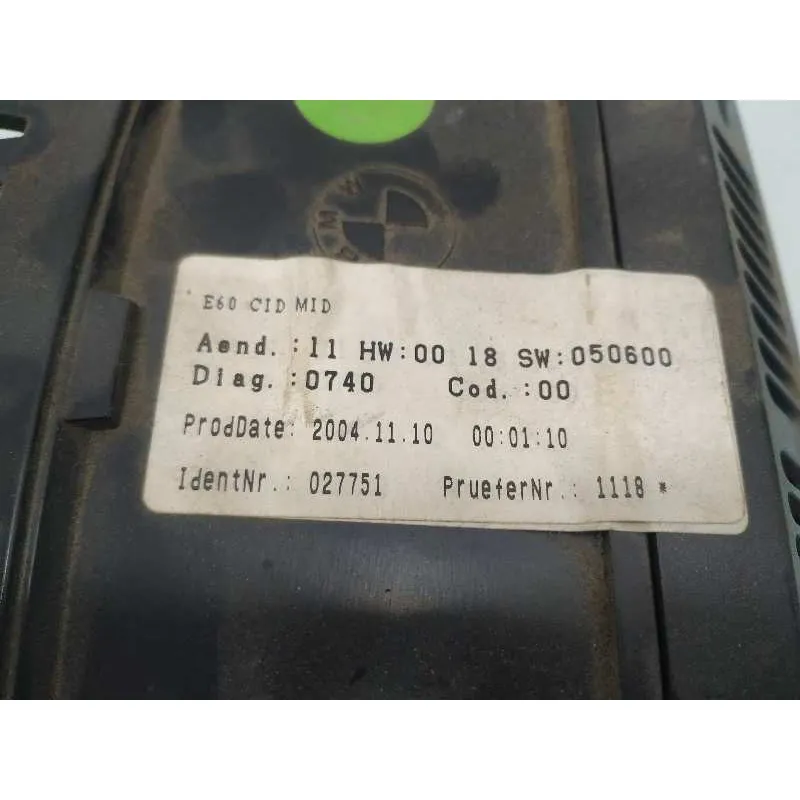 BMW
E60 CID MID
Aend.:11 HW:00 18 SW:050600
Diag.:0740 Cod.:00
ProdDate: 2004.11.10 00:01:10
IdentNr.: 027751 PrueferNr.: 1118 *